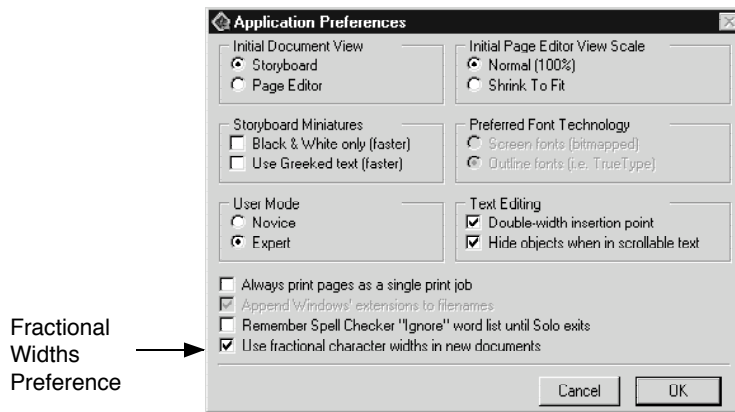 Application Preferences
Initial Document View
Storyboard
Page Editor
Initial Page Editor View Scale
Normal (100%)
Shrink To Fit
Storyboard Miniatures
Black & White only (faster)
Use Greeked text (faster)
Preferred Font Technology
Screen fonts (bitmapped)
Outline fonts (i.e. TrueType)
User Mode
Novice
Expert
Text Editing
Double-width insertion point
Hide objects when in scrollable text
Always print pages as a single print job
Append Windows' extensions to filenames
Remember Spell Checker "Ignore" word list until Solo exits
Use fractional character widths in new documents
Fractional
Widths
Preference
Cancel
OK